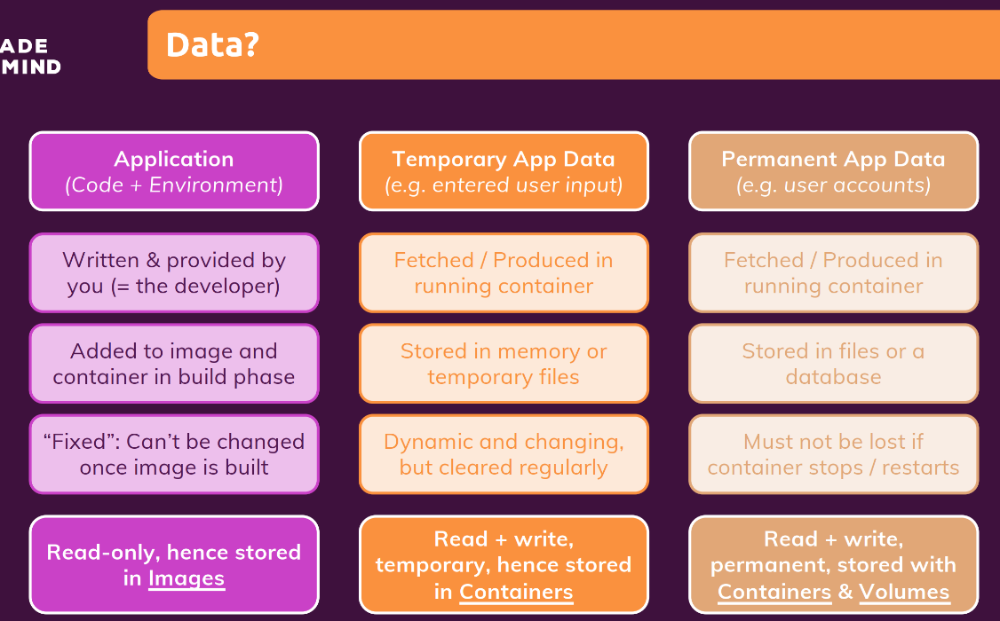 ADE
MIND
Data?
Application
(Code + Environment)
Written & provided by
you (= the developer)
Added to image and
container in build phase
“Fixed”: Can’t be changed
once image is built
Read-only, hence stored
in Images
Temporary App Data
(e.g. entered user input)
Fetched / Produced in
running container
Stored in memory or
temporary files
Dynamic and changing,
but cleared regularly
Read + write,
temporary, hence stored
in Containers
Permanent App Data
(e.g. user accounts)
Fetched / Produced in
running container
Stored in files or a
database
Must not be lost if
container stops / restarts
Read + write,
permanent, stored with
Containers & Volumes